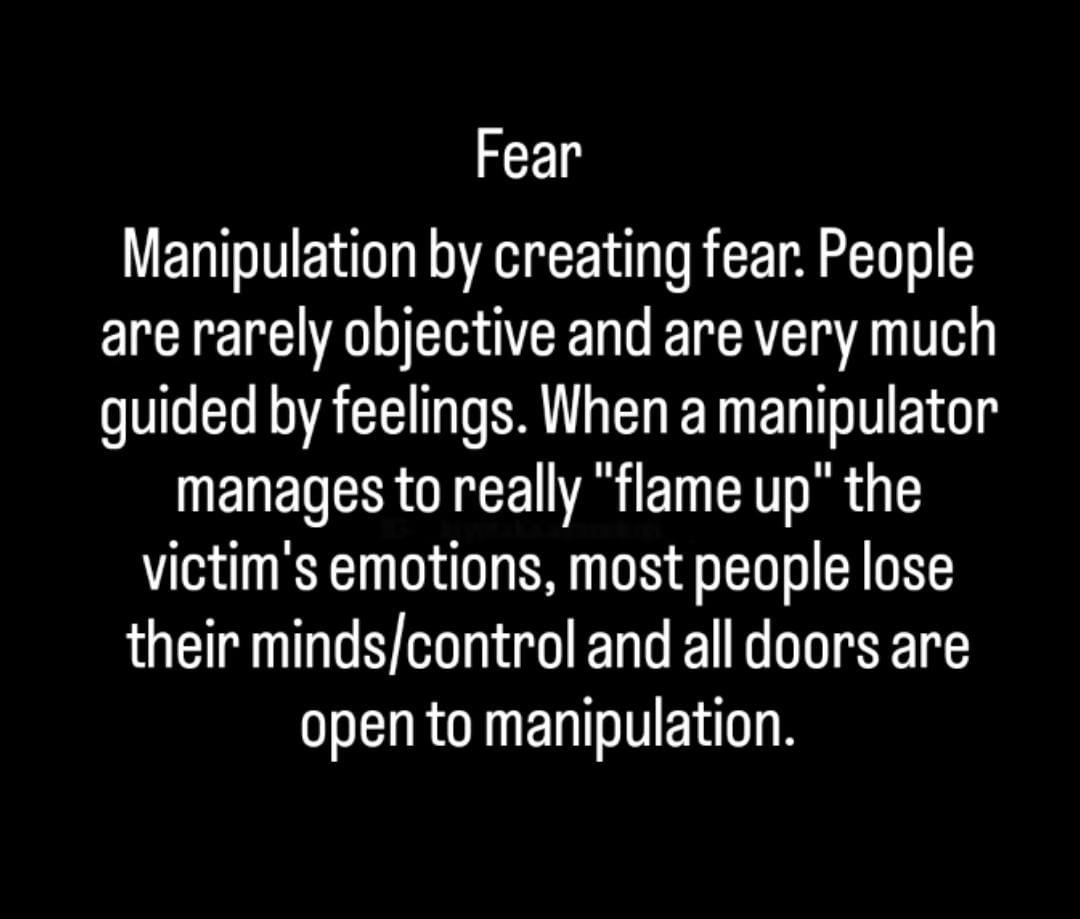 Fear
Manipulation by creating fear. People
are rarely objective and are very much
guided by feelings. When a manipulator
manages to really "flame up" the
victim's emotions, most people lose
their minds/control and all doors are
open to manipulation.